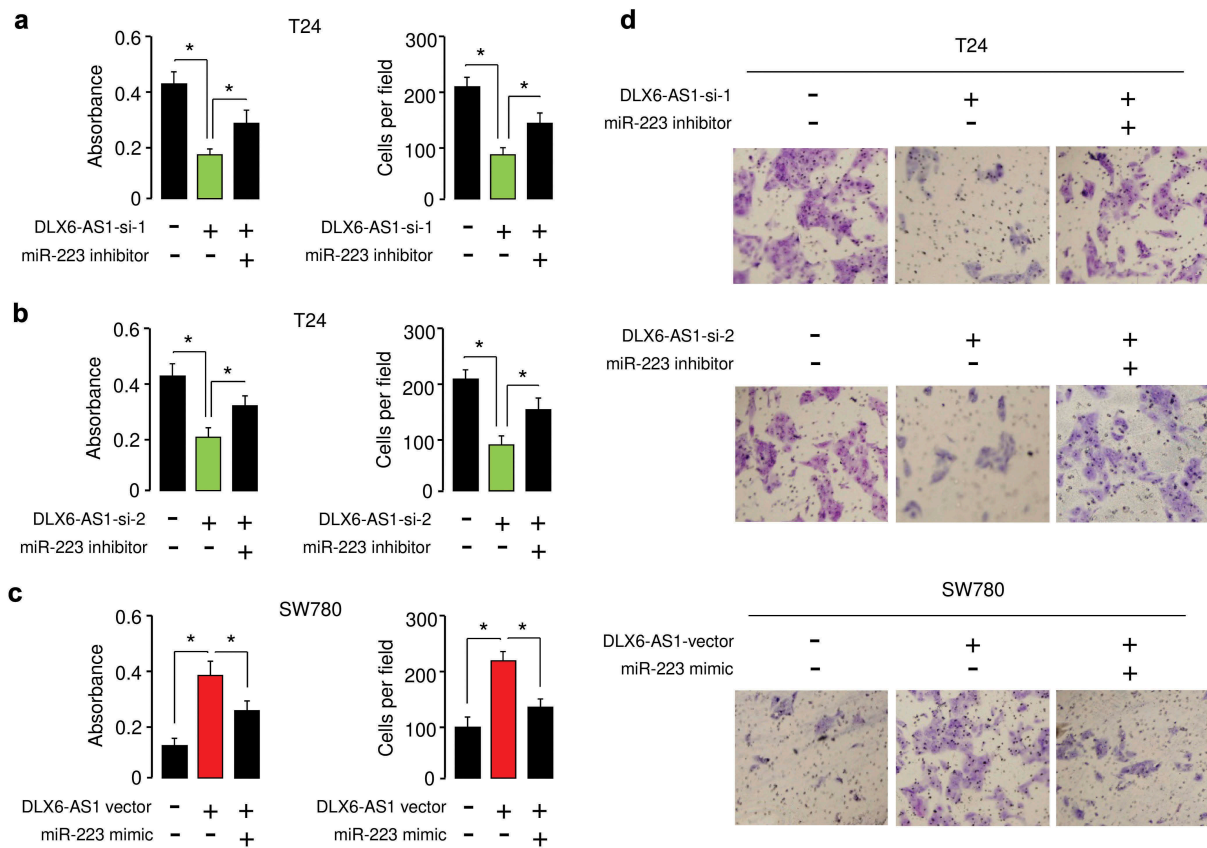 a
T24
Absorbance
0.6
0.4
0.2
0
* *
DLX6-AS1-si-1 - + +
miR-223 inhibitor - - +
Cells per field
300
200
100
0
* *
DLX6-AS1-si-1 - + +
miR-223 inhibitor - - +
b
T24
Absorbance
0.6
0.4
0.2
0
* *
DLX6-AS1-si-2 - + +
miR-223 inhibitor - - +
Cells per field
300
200
100
0
* *
DLX6-AS1-si-2 - + +
miR-223 inhibitor - - +
c
SW780
Absorbance
0.6
0.4
0.2
0
* *
DLX6-AS1 vector - + +
miR-223 mimic - - +
Cells per field
300
200
100
0
* *
DLX6-AS1 vector - + +
miR-223 mimic - - +
d
T24
DLX6-AS1-si-1 - + +
miR-223 inhibitor - - +
DLX6-AS1-si-2 - + +
miR-223 inhibitor - - +
SW780
DLX6-AS1-vector - + +
miR-223 mimic - - +